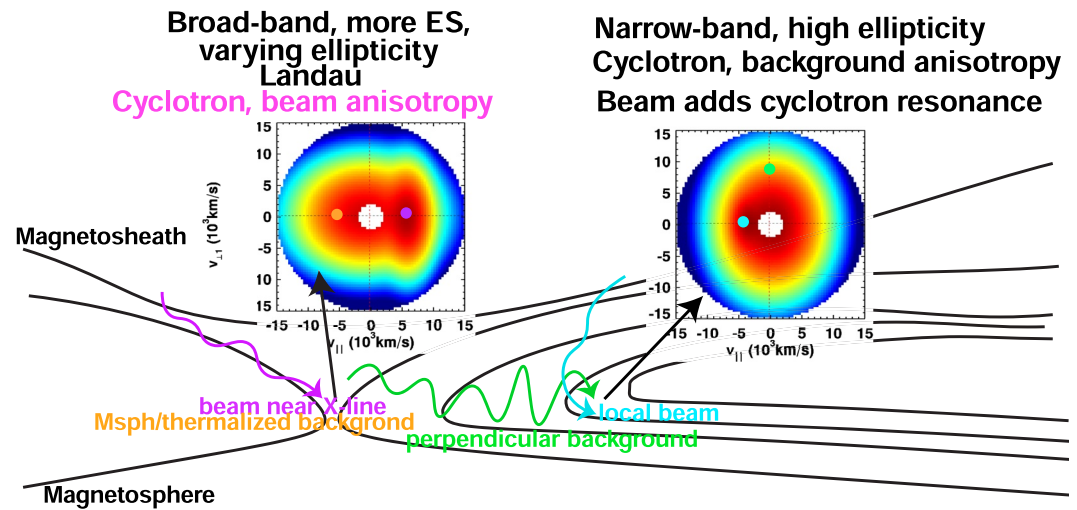 Broad-band, more ES,
varying ellipticity
Landau
Cyclotron, beam anisotropy
Narrow-band, high ellipticity
Cyclotron, background anisotropy
Beam adds cyclotron resonance
15
10
5
0
-5
10
15
v⊥1 (10³km/s)
-15 -10 -5 0 5 10 15
v|| (10³km/s)
15
10
5
0
-5
-10
-15
-15 -10 -5 0 5 10 15
v|| (10³km/s)
Magnetosheath
beam near X line
Msph/thermalized backgrond
local beam
perpendicular background
Magnetosphere